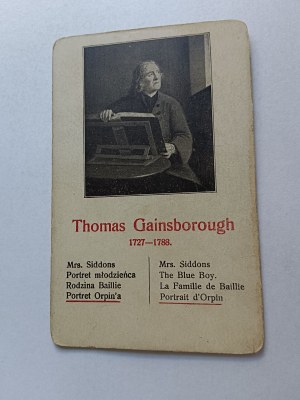 Thomas Gainsborough
1727—1788.
Mrs. Siddons
Portret młodzieńca
Rodzina Baillie
Portret Orpin'a
Mrs. Siddons
The Blue Boy.
La Famille de Baillie
Portrait d'Orpin